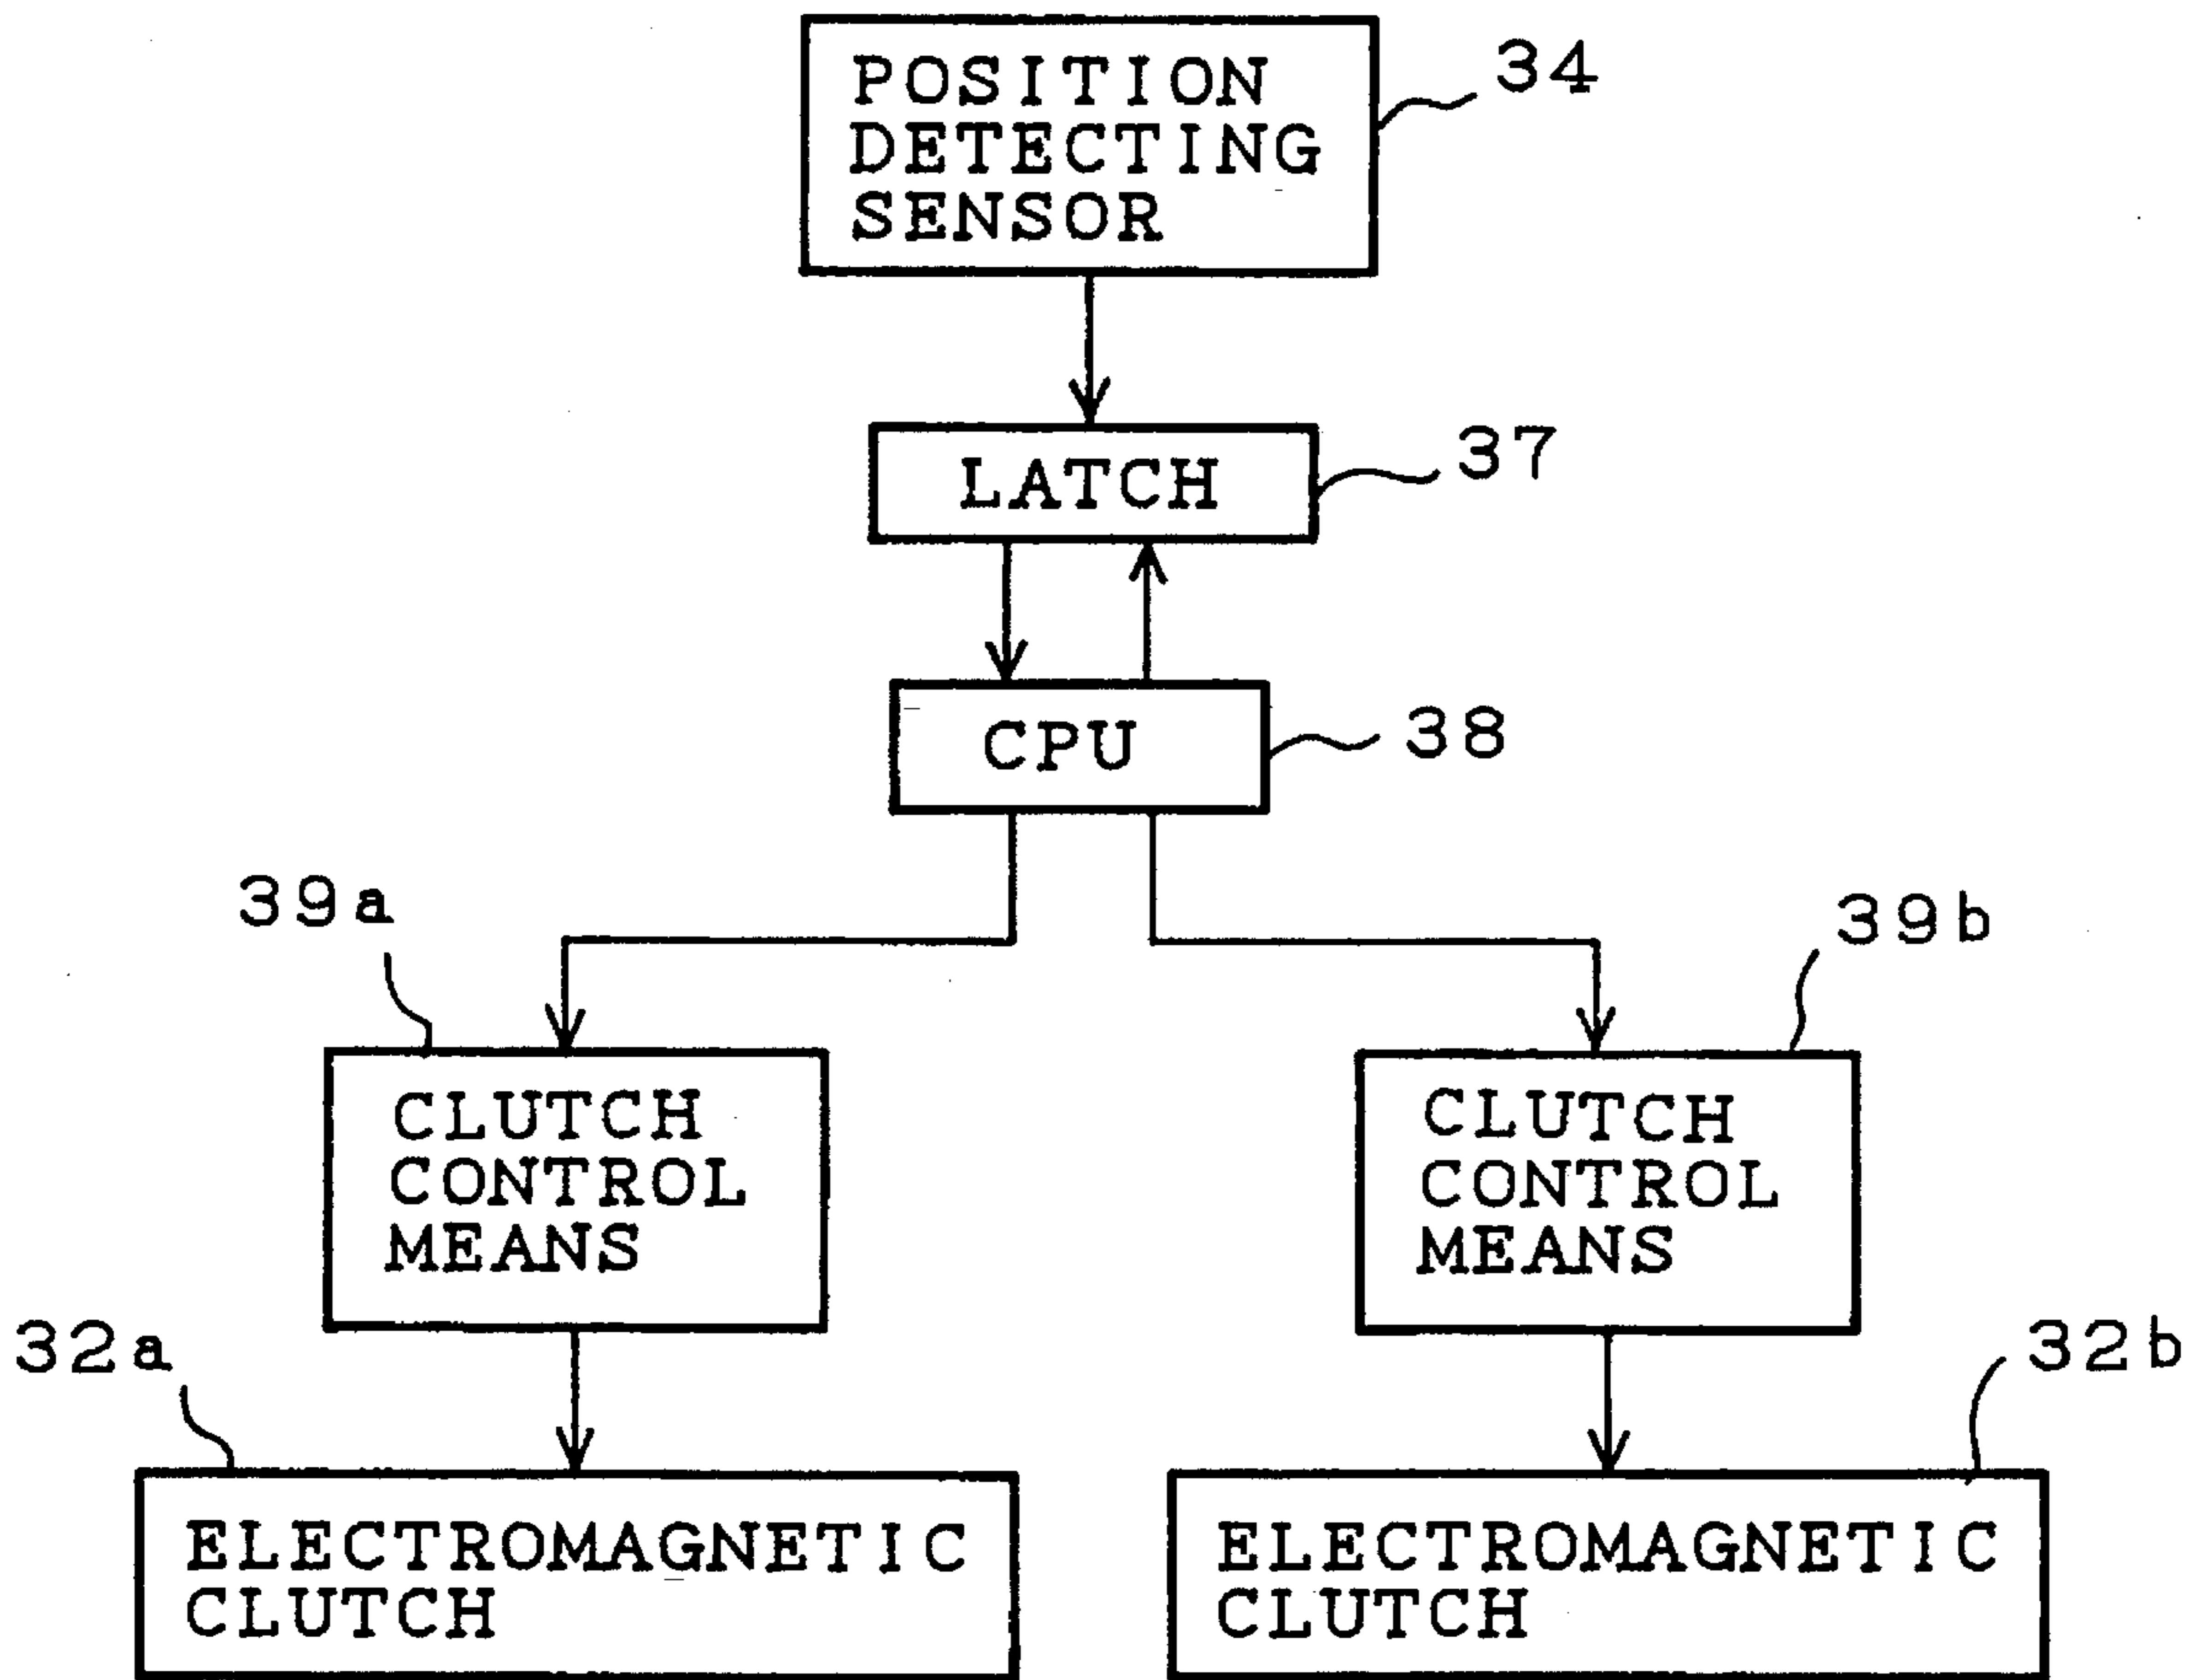 POSITION
DETECTING
SENSOR
34
LATCH
37
CPU
38
39a
39b
CLUTCH
CONTROL
MEANS
CLUTCH
CONTROL
MEANS
32a
32b
ELECTROMAGNETIC
CLUTCH
ELECTROMAGNETIC
CLUTCH